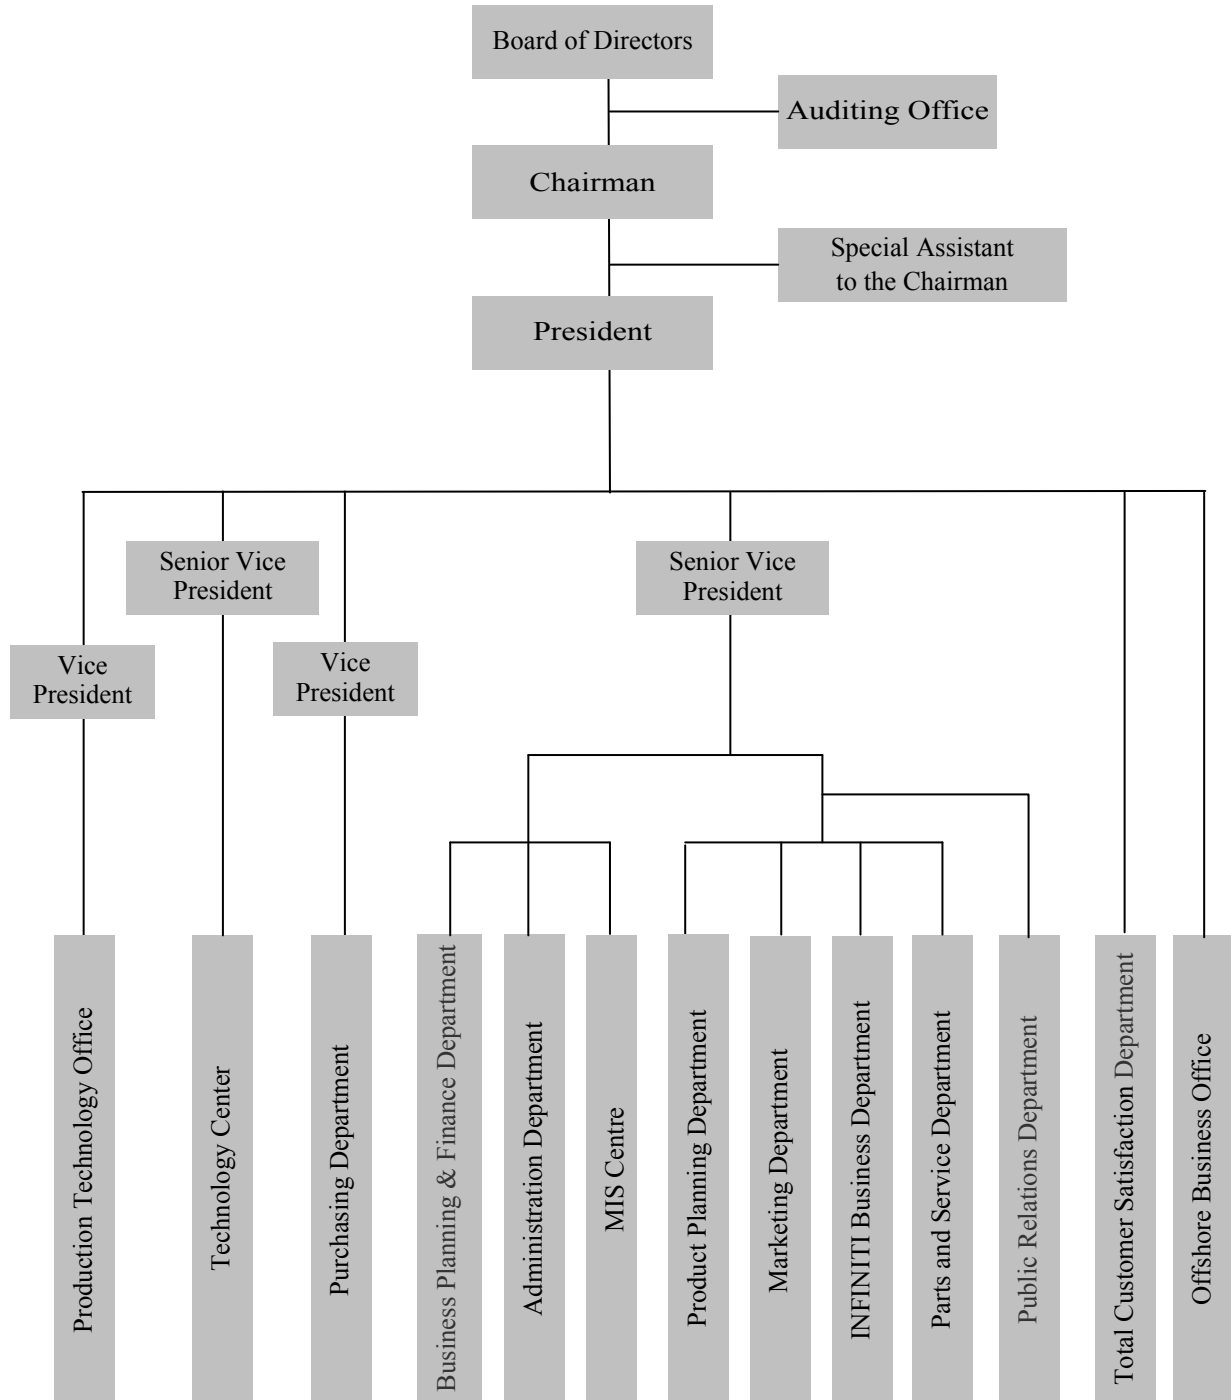 Board of Directors
Auditing Office
Chairman
Special Assistant
to the Chairman
President
Senior Vice
President
Senior Vice
President
Vice
President
Vice
President
Production Technology Office
Technology Center
Purchasing Department
Business Planning & Finance Department
Administration Department
MIS Centre
Product Planning Department
Marketing Department
INFINITI Business Department
Parts and Service Department
Public Relations Department
Total Customer Satisfaction Department
Offshore Business Office